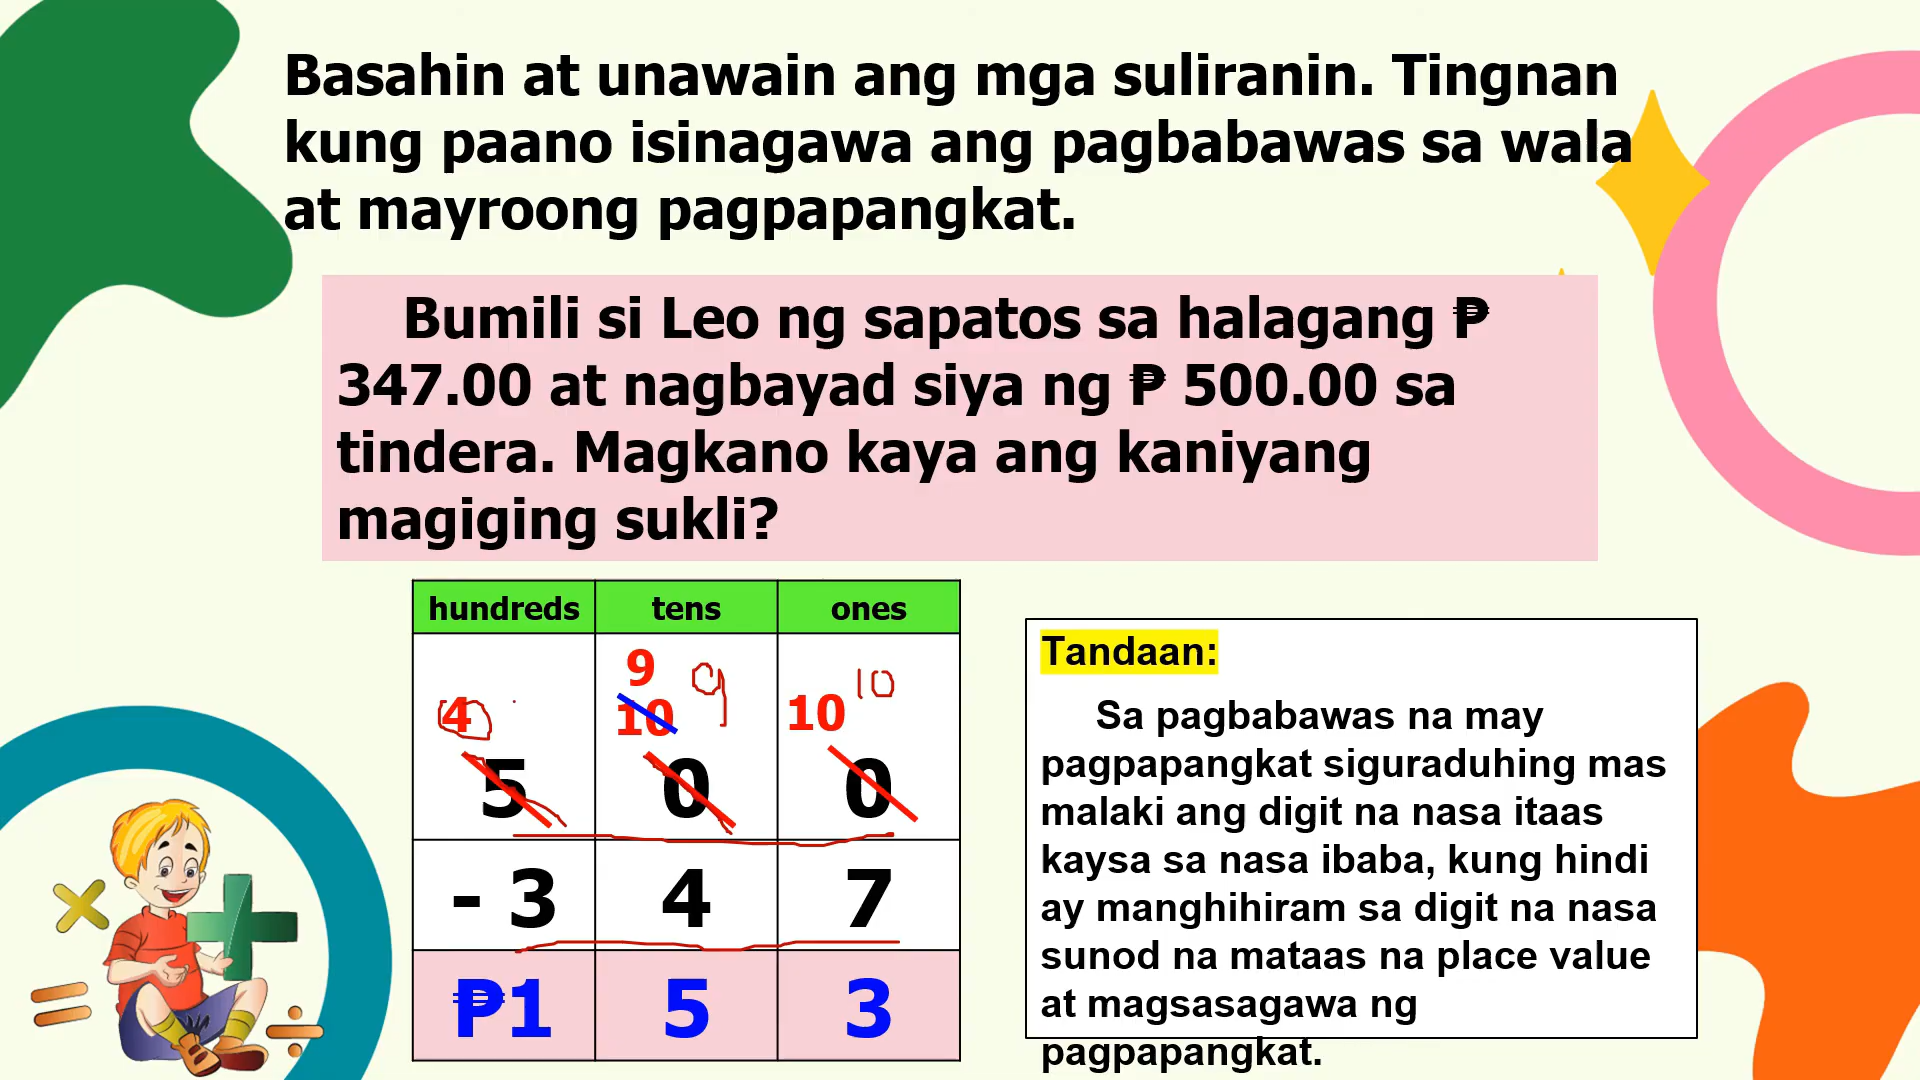 Basahin at unawain ang mga suliranin. Tingnan
kung paano isinagawa ang pagbabawas sa wala
at mayroong pagpapangkat.
Bumili si Leo ng sapatos sa halagang ₱
347.00 at nagbayad siya ng ₱ 500.00 sa
tindera. Magkano kaya ang kaniyang
magiging sukli?
hundreds tens ones
9 9 10
4 10 10
5 0 0
- 3 4 7
₱1 5 3
Tandaan:
Sa pagbabawas na may
pagpapangkat siguraduhing mas
malaki ang digit na nasa itaas
kaysa sa nasa ibaba, kung hindi
ay manghihiram sa digit na nasa
sunod na mataas na place value
at magsasagawa ng
pagpapangkat.